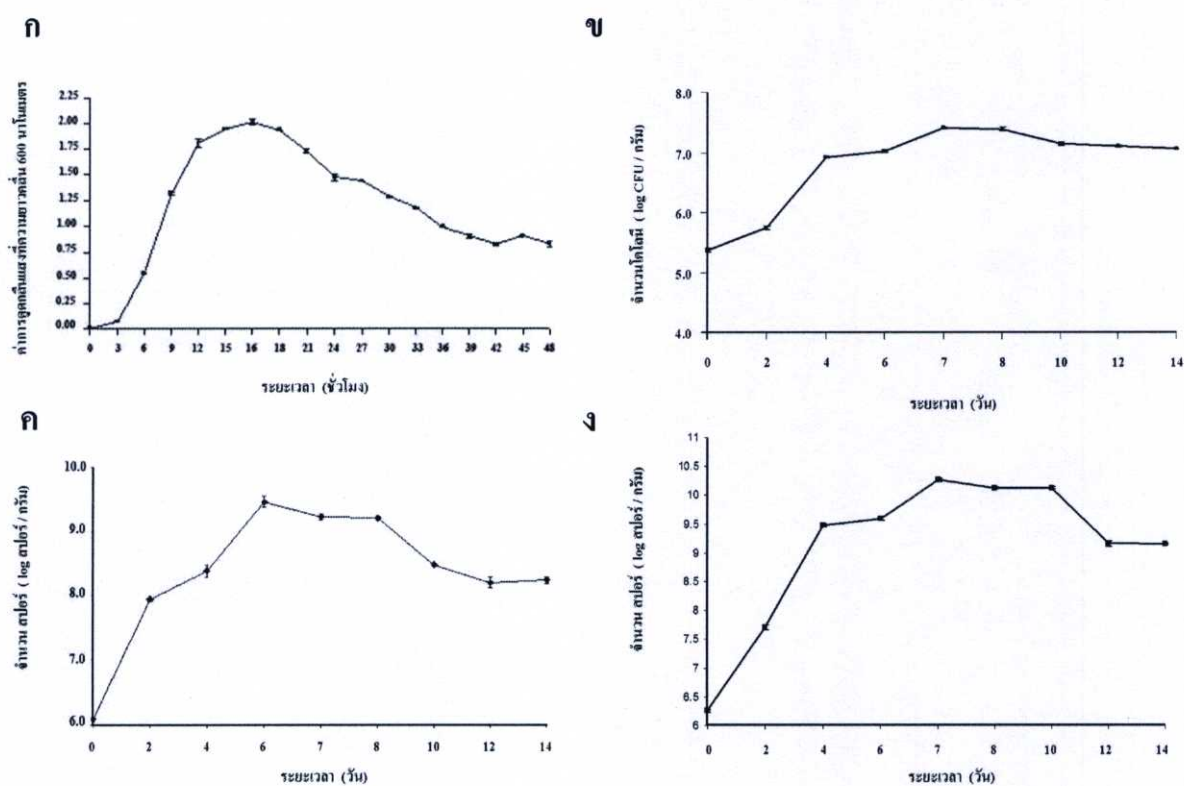 ก
ค่าการดูดกลืนแสงที่ความยาวคลื่น 600 นาโนเมตร
2.25
2.00
1.75
1.50
1.25
1.00
0.75
0.50
0.25
0.00
0 3 6 9 12 15 16 18 21 24 27 30 33 36 39 42 45 48
ระยะเวลา (ชั่วโมง)
ข
จำนวนโคโลนี ( log CFU / กรัม)
8.0
7.0
6.0
5.0
4.0
0 2 4 6 7 8 10 12 14
ระยะเวลา (วัน)
ค
จำนวน สปอร์ ( log สปอร์ / กรัม)
10.0
9.0
8.0
7.0
6.0
0 2 4 6 7 8 10 12 14
ระยะเวลา (วัน)
ง
จำนวน สปอร์ ( log สปอร์ / กรัม)
11
10.5
10
9.5
9
8.5
8
7.5
7
6.5
6
0 2 4 6 7 8 10 12 14
ระยะเวลา (วัน)